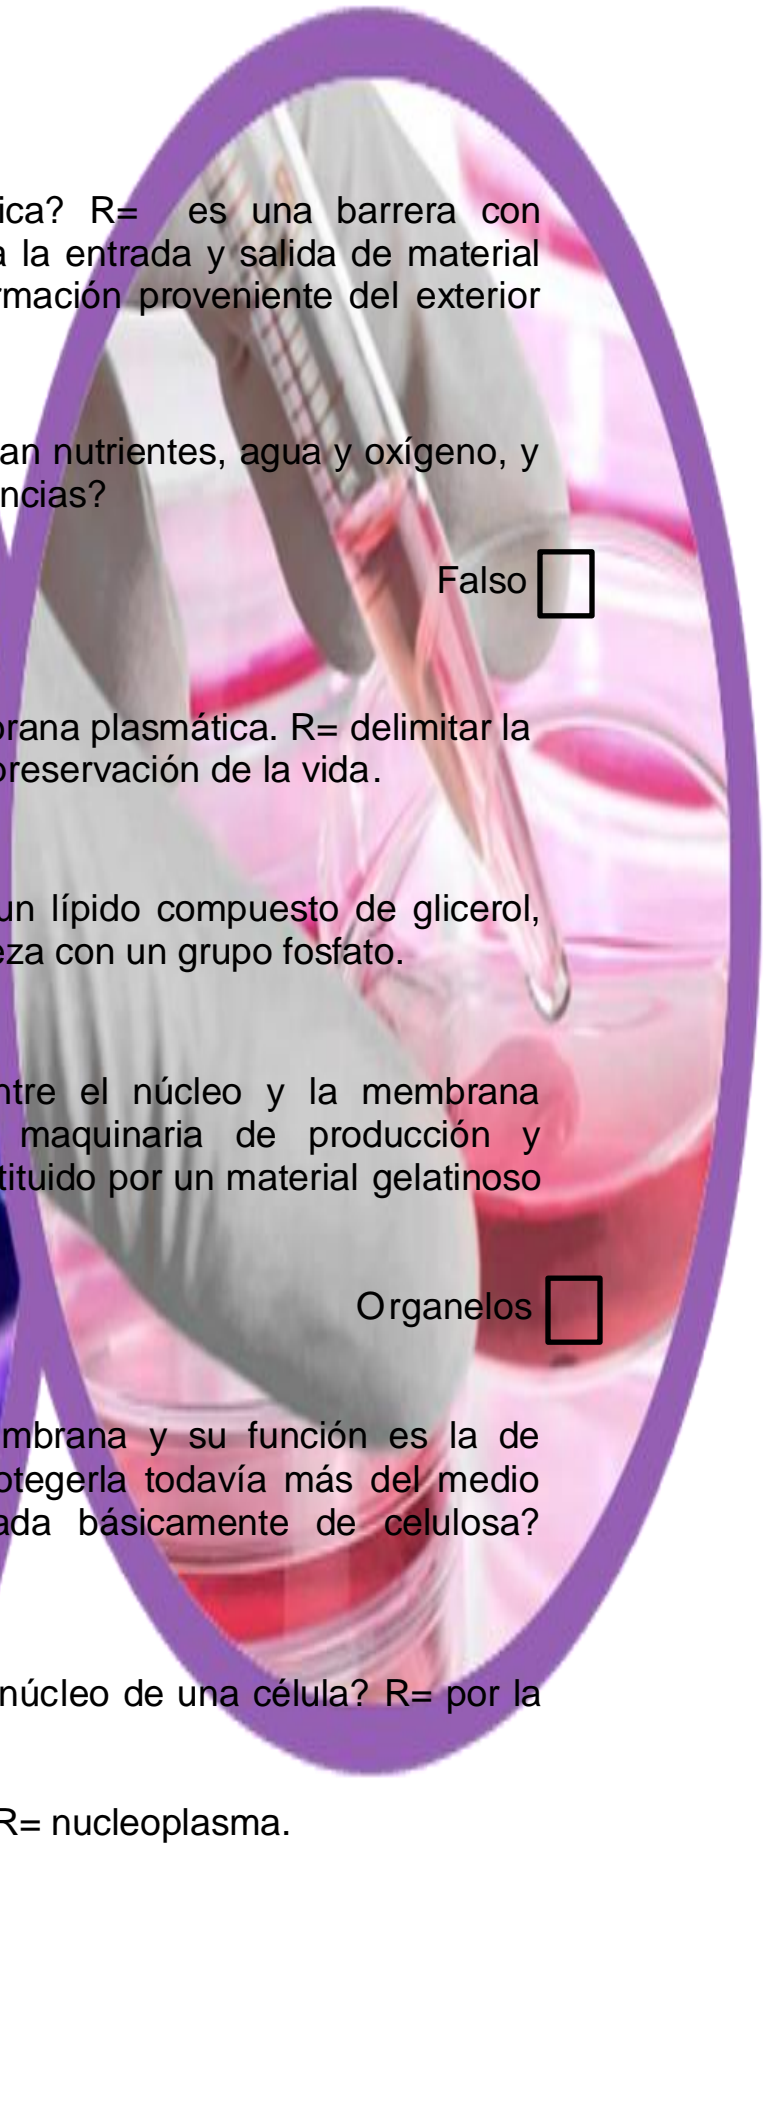 ica? R= es una barrera con
a la entrada y salida de material
rmación proveniente del exterior
an nutrientes, agua y oxígeno, y
ncias?
Falso
brana plasmática. R= delimitar la
preservación de la vida.
un lípido compuesto de glicerol,
eza con un grupo fosfato.
ntre el núcleo y la membrana
maquinaria de producción y
tituido por un material gelatinoso
Organelos
mbrana y su función es la de
otegerla todavía más del medio
ada básicamente de celulosa?
núcleo de una célula? R= por la
R= nucleoplasma.